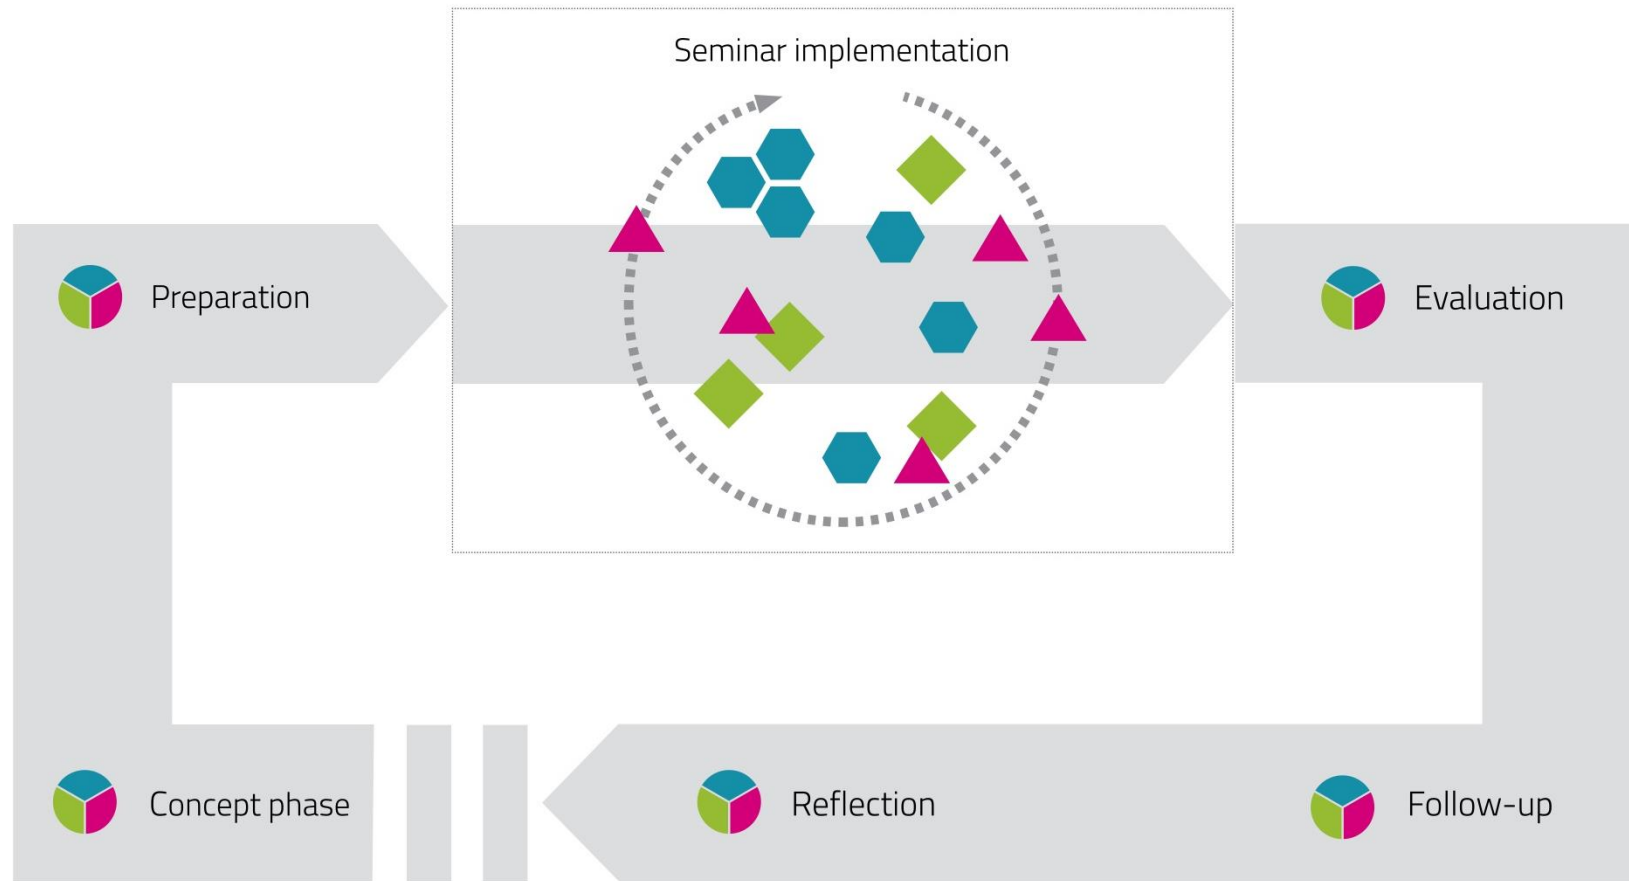 Seminar implementation
Preparation
Evaluation
Concept phase
Reflection
Follow-up